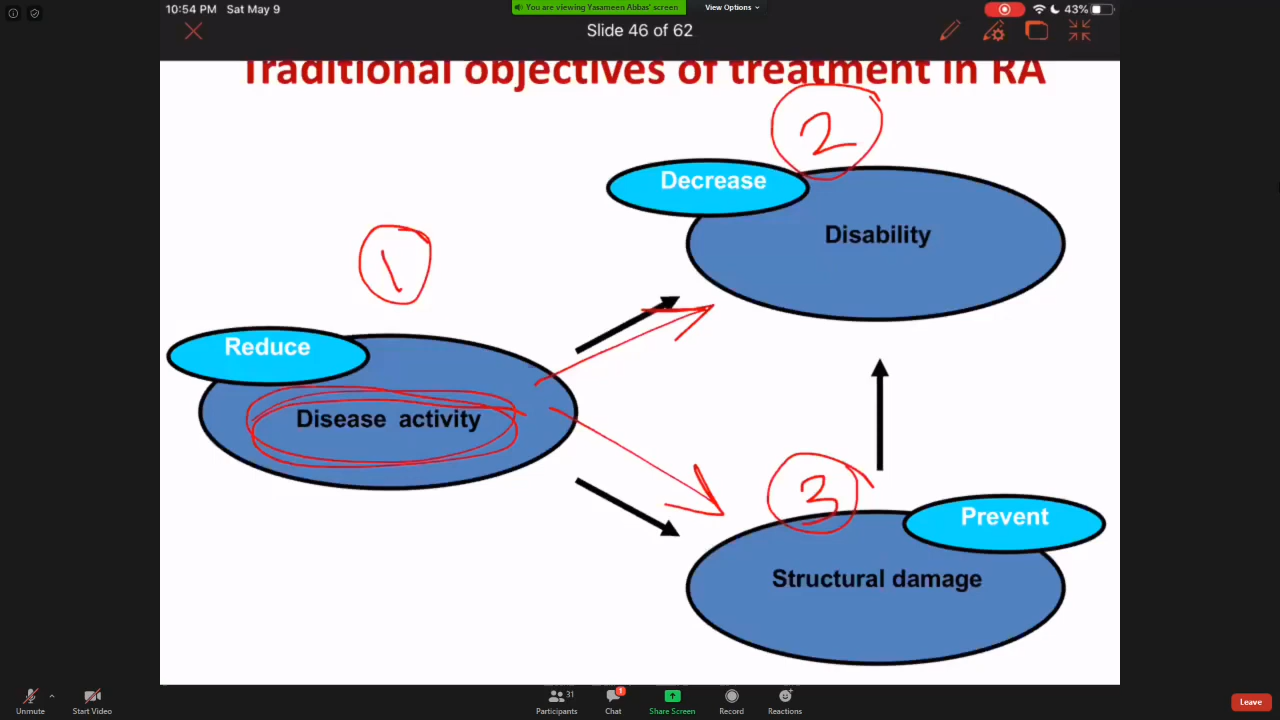 10:54 PM Sat May 9
You are viewing Yasameen Abbas' screen
View Options
43%
Slide 46 of 62
Traditional objectives of treatment in RA
2
Decrease
Disability
1
Reduce
Disease activity
3
Prevent
Structural damage
Unmute
Start Video
31
Participants
1
Chat
Share Screen
Record
Reactions
Leave